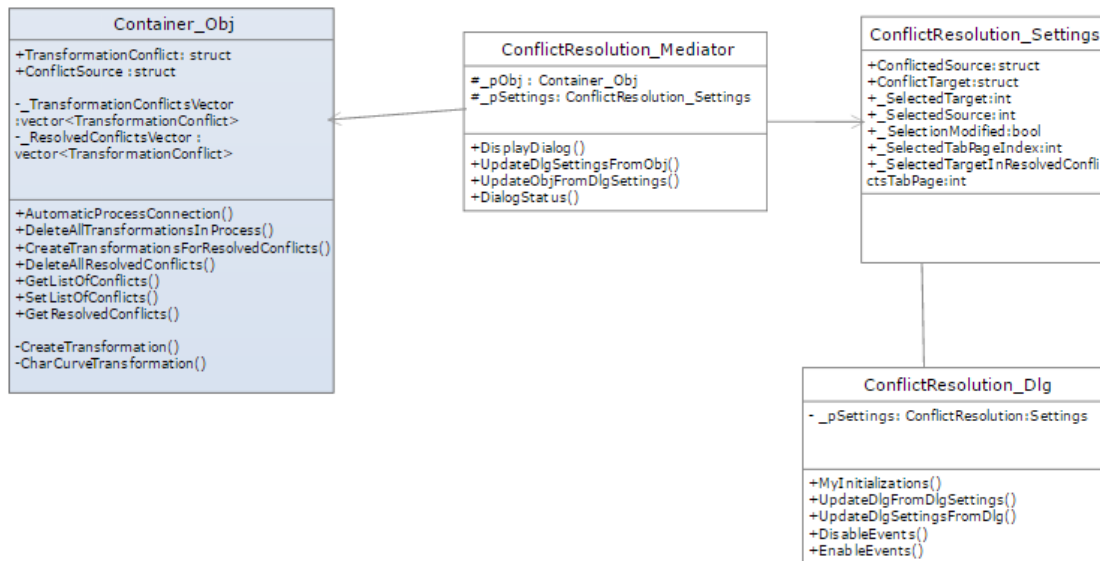 Container_Obj
+TransformationConflict: struct
+ConflictSource : struct
-_TransformationConflictsVector
:vector<TransformationConflict>
-_ResolvedConflictsVector :
vector<TransformationConflict>
+AutomaticProcessConnection()
+DeleteAllTransformationsInProcess()
+CreateTransformationsForResolvedConflicts()
+DeleteAllResolvedConflicts()
+GetListOfConflicts()
+SetListOfConflicts()
+GetResolvedConflicts()
-CreateTransformation()
-CharCurveTransformation()
ConflictResolution_Mediator
#_pObj : Container_Obj
#_pSettings: ConflictResolution_Settings
+DisplayDialog()
+UpdateDlgSettingsFromObj()
+UpdateObjFromDlgSettings()
+DialogStatus()
ConflictResolution_Settings
+ConflictedSource:struct
+ConflictTarget:struct
+_SelectedTarget:int
+_SelectedSource:int
+_SelectionModified:bool
+_SelectedTabPageIndex:int
+_SelectedTargetInResolvedConfli
ctsTabPage:int
ConflictResolution_Dlg
- _pSettings: ConflictResolution:Settings
+MyInitializations()
+UpdateDlgFromDlgSettings()
+UpdateDlgSettingsFromDlg()
+DisableEvents()
+EnableEvents()